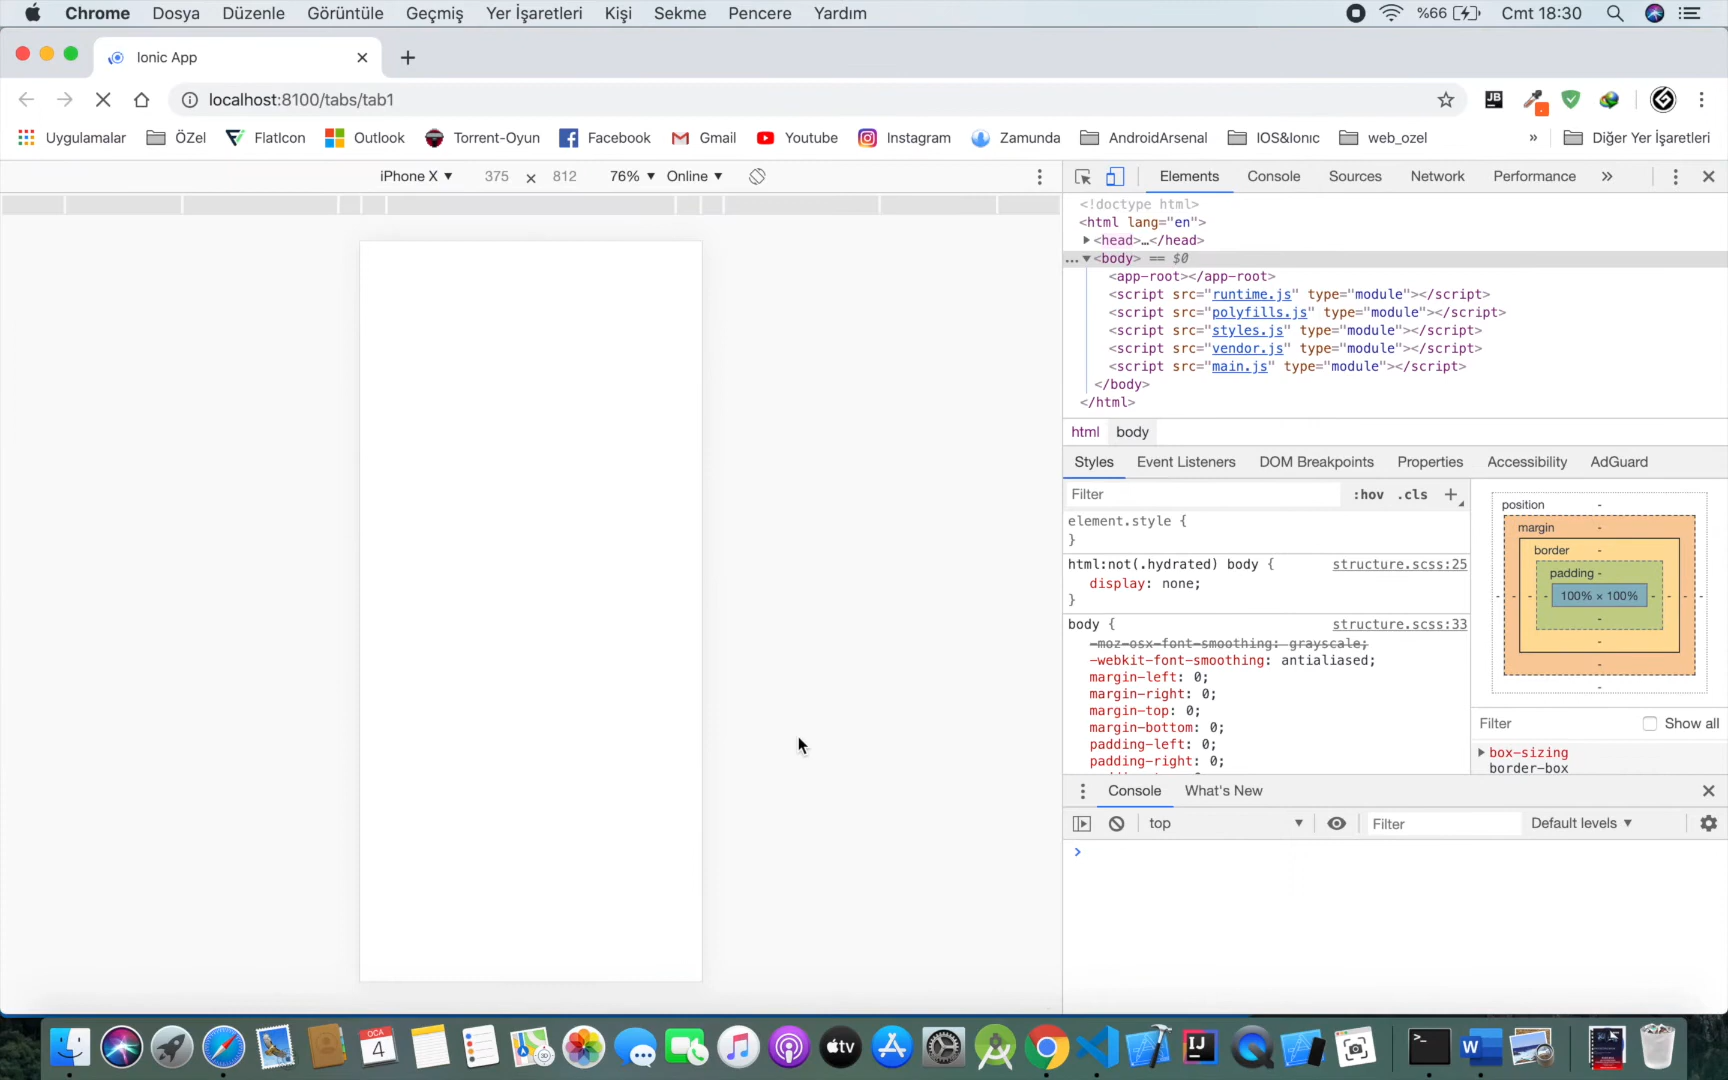 Chrome Dosya Düzenle Görüntüle Geçmiş Yer İşaretleri Kişi Sekme Pencere Yardım %66 Cmt 18:30
Ionic App
localhost:8100/tabs/tab1
Uygulamalar ÖZel FlatIcon Outlook Torrent-Oyun Facebook Gmail Youtube Instagram Zamunda AndroidArsenal IOS&Ionıc web_ozel » Diğer Yer İşaretleri
iPhone X ▼ 375 × 812 76% ▼ Online ▼
Elements Console Sources Network Performance »
<!doctype html>
<html lang="en">
<head>…</head>
…<body> == $0
<app-root></app-root>
<script src="runtime.js" type="module"></script>
<script src="polyfills.js" type="module"></script>
<script src="styles.js" type="module"></script>
<script src="vendor.js" type="module"></script>
<script src="main.js" type="module"></script>
</body>
</html>
html body
Styles Event Listeners DOM Breakpoints Properties Accessibility AdGuard
Filter :hov .cls +
element.style {
}
html:not(.hydrated) body { structure.scss:25
display: none;
}
body { structure.scss:33
-moz-osx-font-smoothing: grayscale;
-webkit-font-smoothing: antialiased;
margin-left: 0;
margin-right: 0;
margin-top: 0;
margin-bottom: 0;
padding-left: 0;
padding-right: 0;
position -
margin -
border -
padding -
- - - - 100% × 100% - - - -
-
-
-
-
Filter Show all
box-sizing
border-box
Console What's New
top ▼ Filter Default levels ▼
>
OCA
4
3D
tv
IJ
>_
W